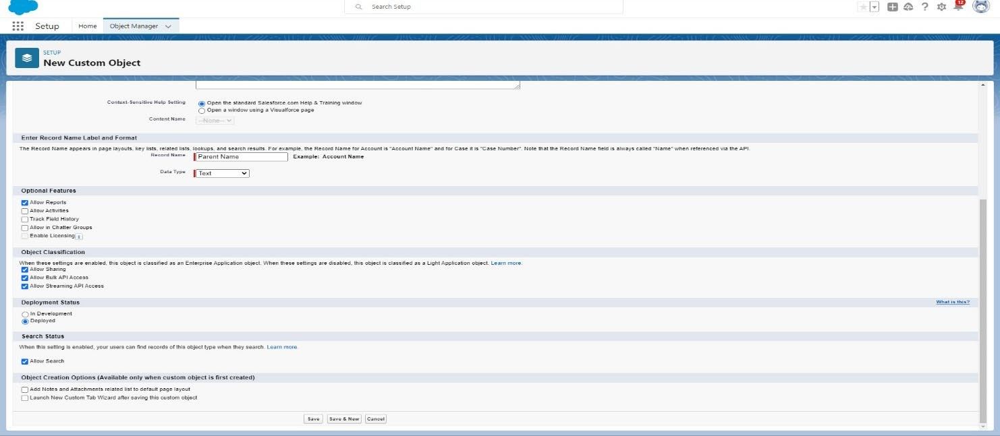 Search Setup
12
Setup
Home
Object Manager
SETUP
New Custom Object
Context-Sensitive Help Setting
Open the standard Salesforce com Help & Training window
Open a window using a Visualforce page
Content Name
--None--
Enter Record Name Label and Format
The Record Name appears in page layouts, key lists, related lists, lookups, and search results. For example, the Record Name for Account is "Account Name" and for Case it is "Case Number". Note that the Record Name field is always called "Name" when referenced via the API.
Record Name
Parent Name
Example: Account Name
Data Type
Text
Optional Features
Allow Reports
Allow Activities
Track Field History
Allow in Chatter Groups
Enable Licensing
i
Object Classification
When these settings are enabled, this object is classified as an Enterprise Application object. When these settings are disabled, this object is classified as a Light Application object. Learn more.
Allow Sharing
Allow Bulk API Access
Allow Streaming API Access
Deployment Status
What is this?
In Development
Deployed
Search Status
When this setting is enabled, your users can find records of this object type when they search. Learn more.
Allow Search
Object Creation Options (Available only when custom object is first created)
Add Notes and Attachments related list to default page layout
Launch New Custom Tab Wizard after saving this custom object
Save
Save & New
Cancel